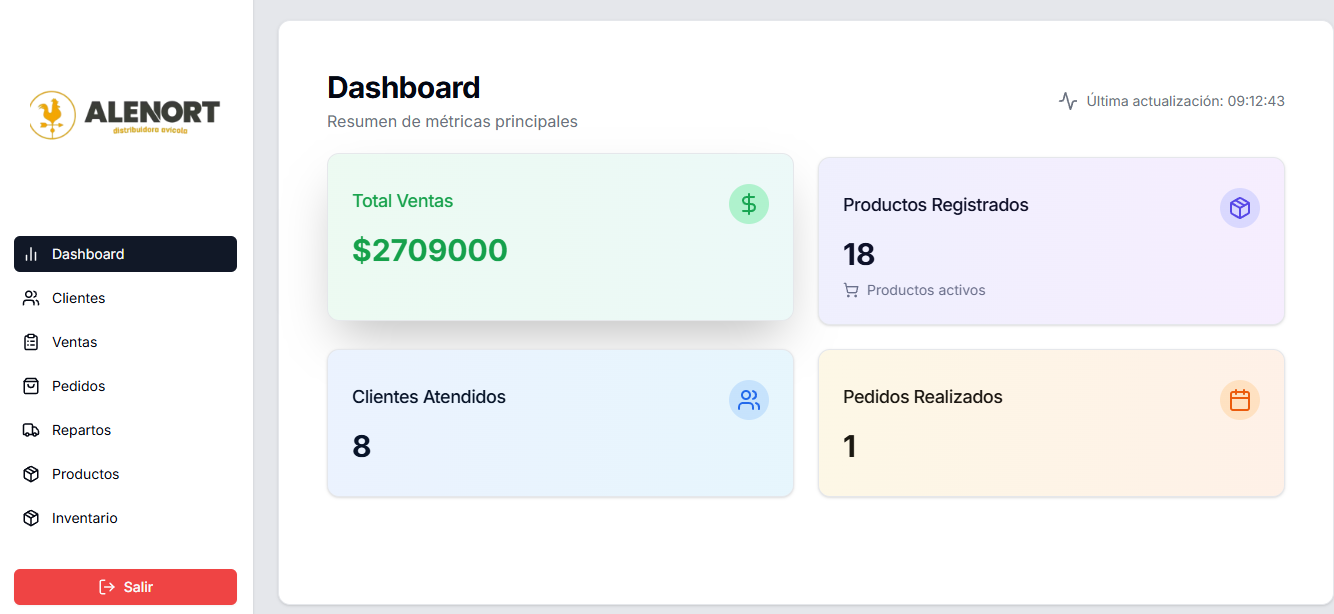 ALENORT
distribuidora avícola
Dashboard
Clientes
Ventas
Pedidos
Repartos
Productos
Inventario
Salir
Dashboard
Resumen de métricas principales
Última actualización: 09:12:43
Total Ventas
$2709000
Productos Registrados
18
Productos activos
Clientes Atendidos
8
Pedidos Realizados
1